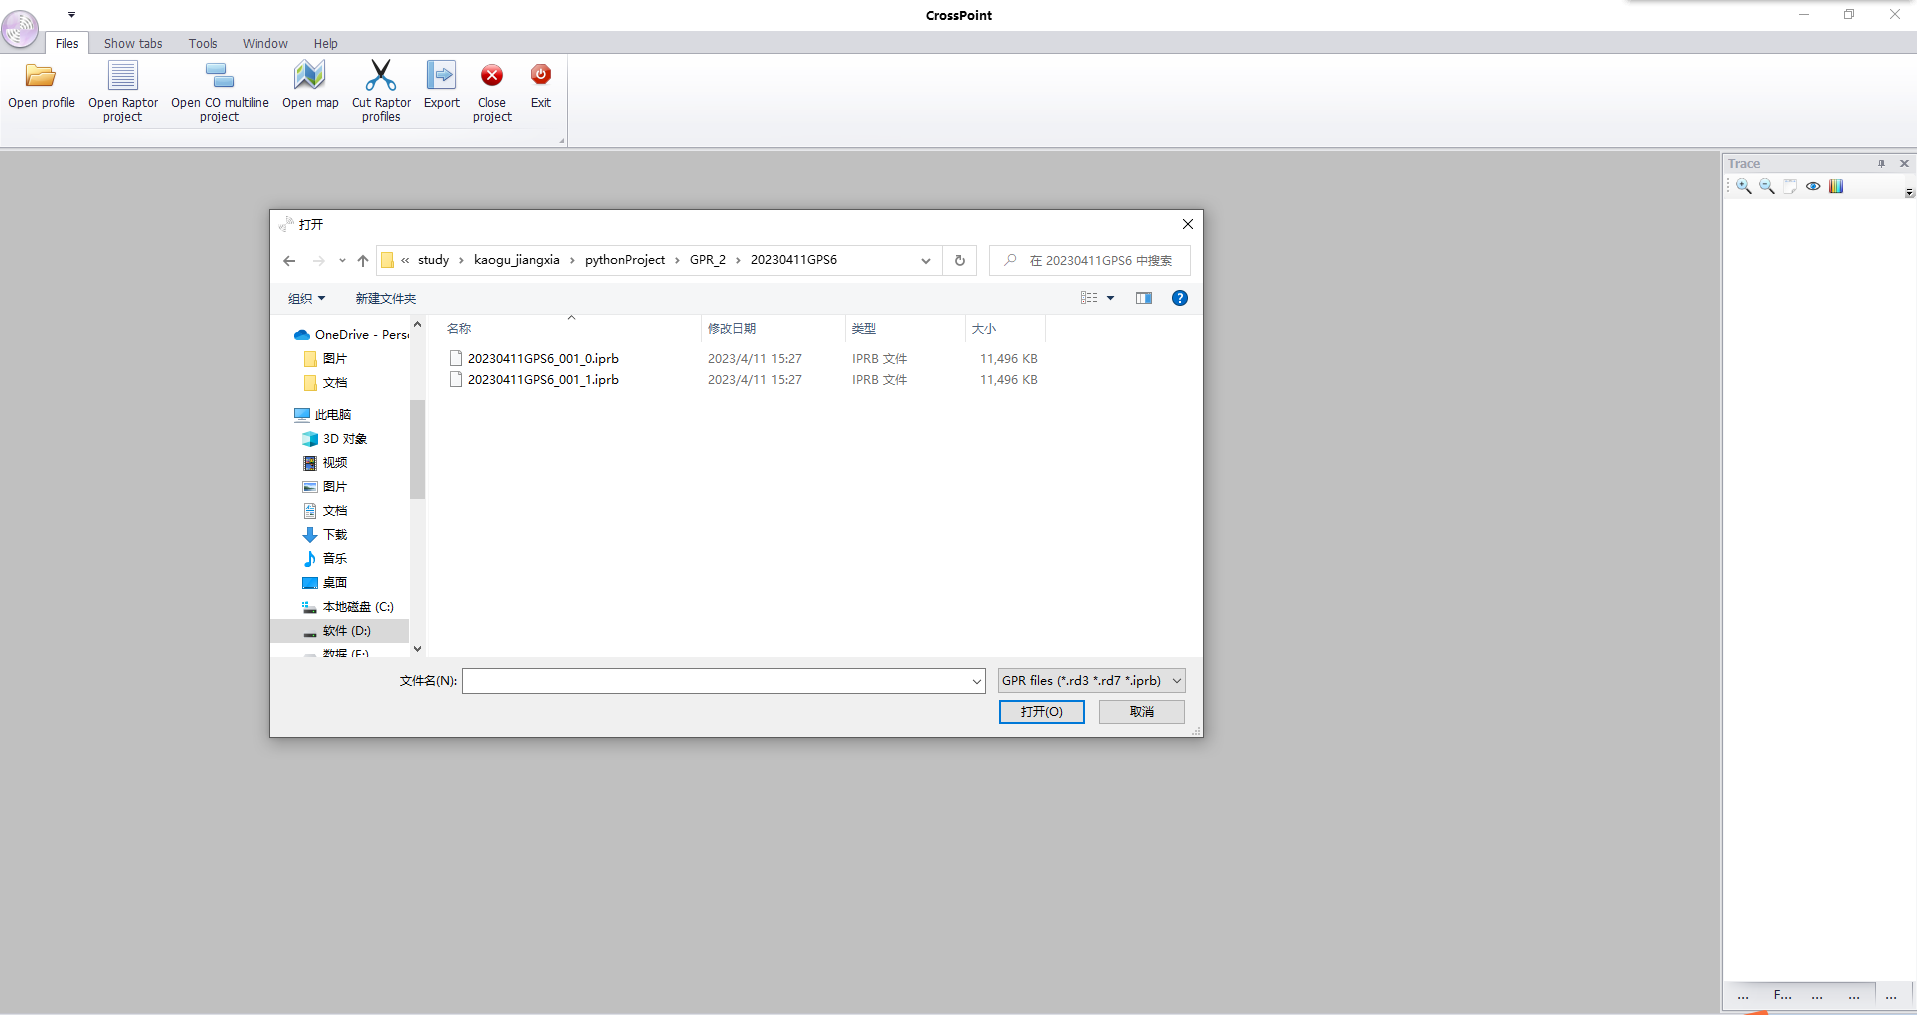 CrossPoint
Files Show tabs Tools Window Help
Open profile
Open Raptor project
Open CO multiline project
Open map
Cut Raptor profiles
Export
Close project
Exit
Trace
打开
« study › kaogu_jiangxia › pythonProject › GPR_2 › 20230411GPS6
在 20230411GPS6 中搜索
组织 新建文件夹
OneDrive - Pers
图片
文档
此电脑
3D 对象
视频
图片
文档
下载
音乐
桌面
本地磁盘 (C:)
软件 (D:)
数据 (E:)
名称 修改日期 类型 大小
20230411GPS6_001_0.iprb 2023/4/11 15:27 IPRB 文件 11,496 KB
20230411GPS6_001_1.iprb 2023/4/11 15:27 IPRB 文件 11,496 KB
文件名(N): GPR files (*.rd3 *.rd7 *.iprb)
打开(O) 取消
... F... ... ... ...